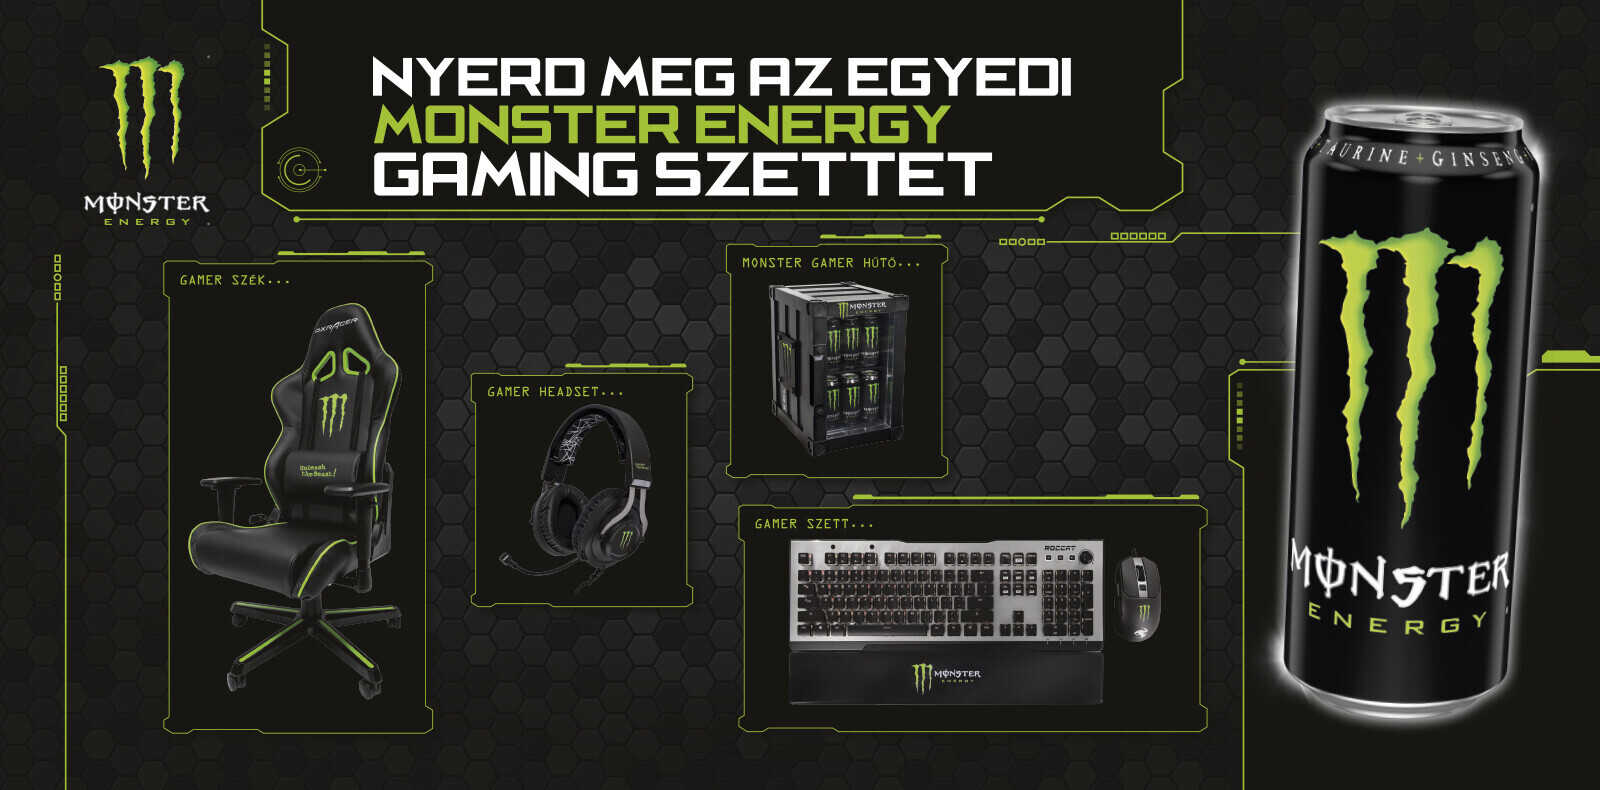 NYERD MEG AZ EGYEDI
MONSTER ENERGY
GAMING SZETTET
MONSTER
ENERGY
GAMER SZÉK...
DXRACER
Unleash
the Beast!
GAMER HEADSET...
MONSTER GAMER HŰTŐ...
MONSTER
ENERGY
GAMER SZETT...
ROCCAT
MONSTER
ENERGY
TAURINE + GINSENG
MONSTER
ENERGY